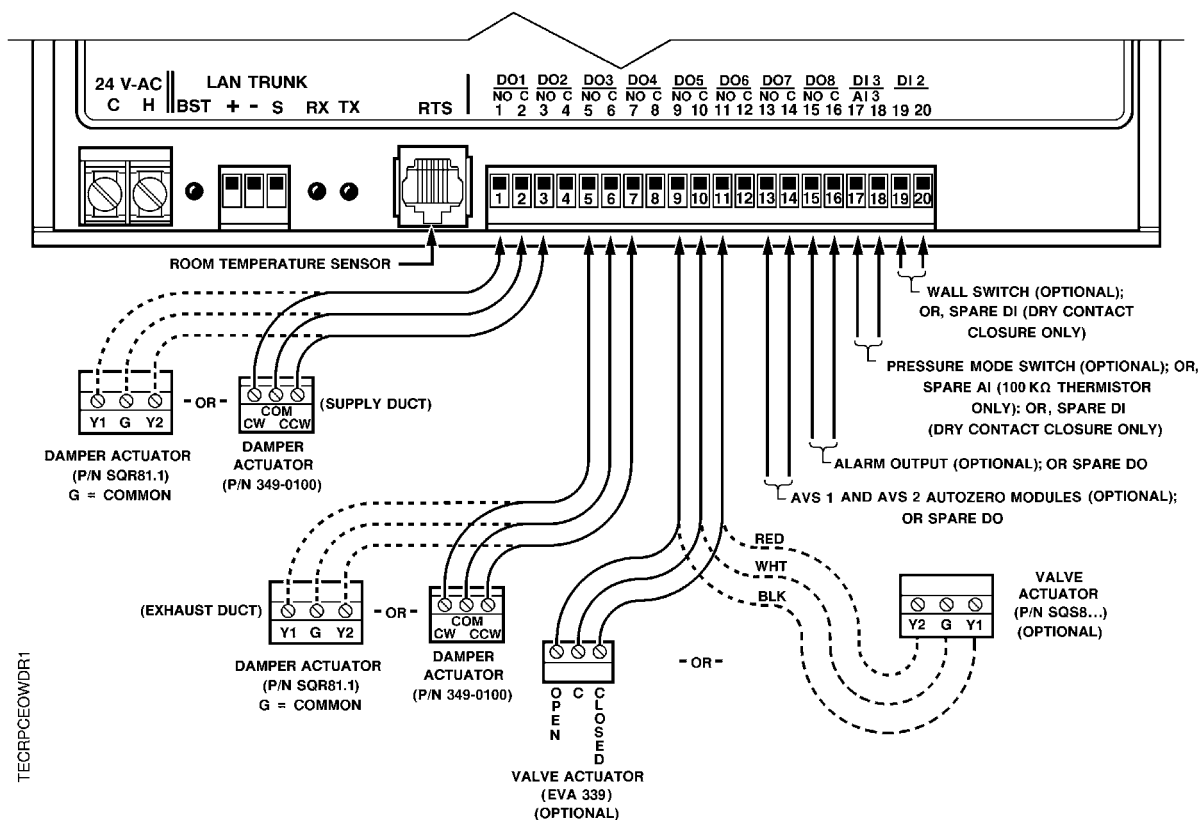 24 V-AC
C H
LAN TRUNK
BST + - S RX TX
RTS
DO1 DO2 DO3 DO4 DO5 DO6 DO7 DO8 DI 3 DI 2
NO C NO C NO C NO C NO C NO C NO C NO C AI 3
1 2 3 4 5 6 7 8 9 10 11 12 13 14 15 16 17 18 19 20
1 2 3 4 5 6 7 8 9 10 11 12 13 14 15 16 17 18 19 20
ROOM TEMPERATURE SENSOR
WALL SWITCH (OPTIONAL);
OR, SPARE DI (DRY CONTACT
CLOSURE ONLY)
PRESSURE MODE SWITCH (OPTIONAL); OR,
SPARE AI (100 KΩ THERMISTOR
ONLY): OR, SPARE DI
(DRY CONTACT CLOSURE ONLY)
ALARM OUTPUT (OPTIONAL); OR SPARE DO
AVS 1 AND AVS 2 AUTOZERO MODULES (OPTIONAL);
OR SPARE DO
Y1 G Y2
DAMPER ACTUATOR
(P/N SQR81.1)
G = COMMON
- OR -
COM
CW CCW
(SUPPLY DUCT)
DAMPER
ACTUATOR
(P/N 349-0100)
(EXHAUST DUCT)
Y1 G Y2
DAMPER ACTUATOR
(P/N SQR81.1)
G = COMMON
- OR -
COM
CW CCW
DAMPER
ACTUATOR
(P/N 349-0100)
OPEN
C
CLOSED
VALVE ACTUATOR
(EVA 339)
(OPTIONAL)
- OR -
RED
WHT
BLK
Y2 G Y1
VALVE
ACTUATOR
(P/N SQS8...)
(OPTIONAL)
TECRPCEOWDR1